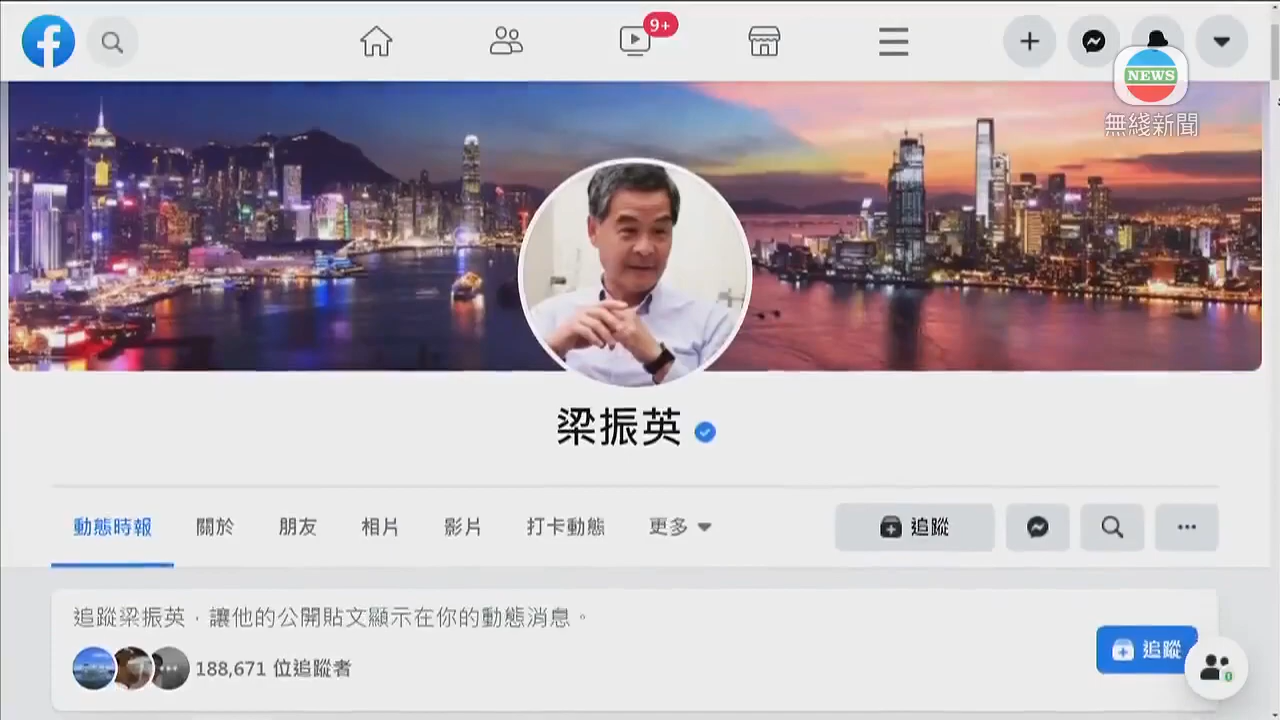 9+
NEWS
無綫新聞
梁振英
動態時報 關於 朋友 相片 影片 打卡動態 更多 追蹤
追蹤梁振英，讓他的公開貼文顯示在你的動態消息。
188,671 位追蹤者
追蹤
0